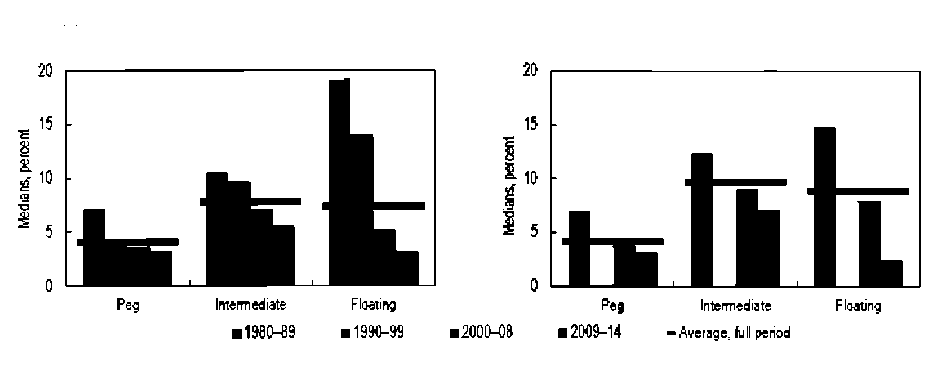 20
15
10
5
0
Medians, percent
Peg
Intermediate
Floating
20
15
10
5
0
Medians, percent
Peg
Intermediate
Floating
1980–89
1990–99
2000–08
2009–14
Average, full period